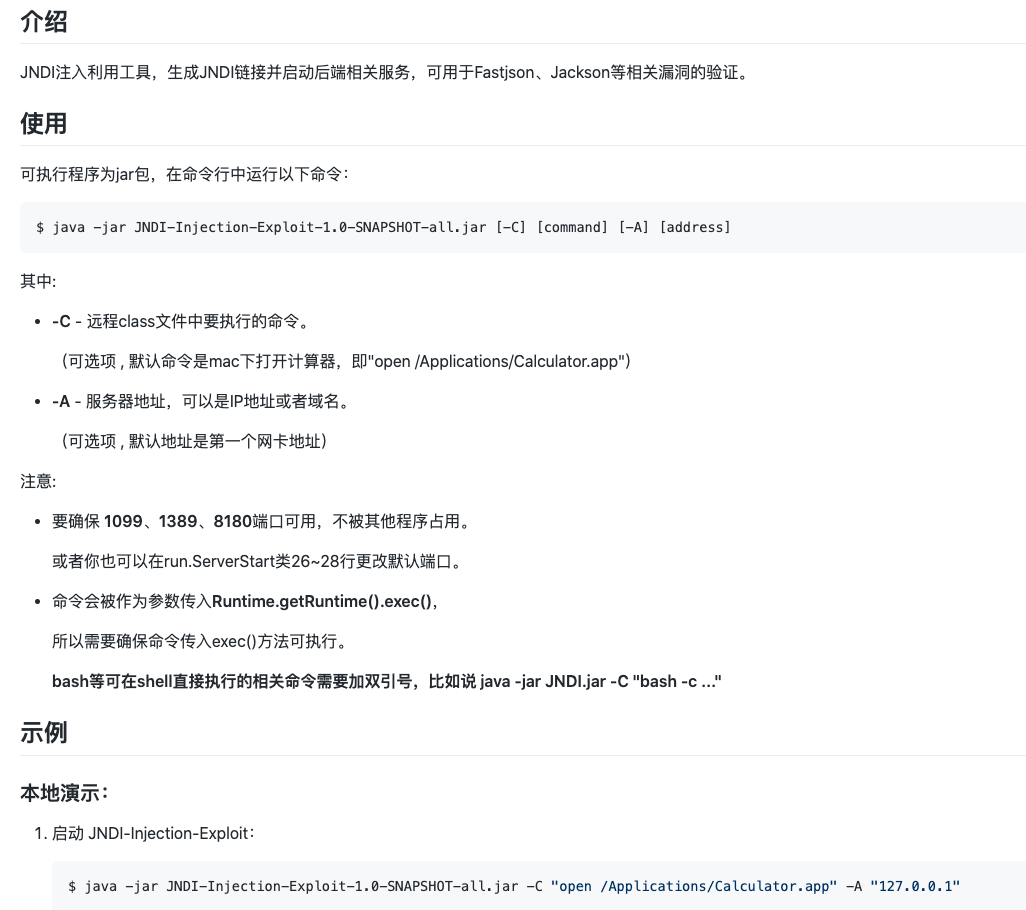 介绍
JNDI注入利用工具，生成JNDI链接并启动后端相关服务，可用于Fastjson、Jackson等相关漏洞的验证。
使用
可执行程序为jar包，在命令行中运行以下命令：
$ java -jar JNDI-Injection-Exploit-1.0-SNAPSHOT-all.jar [-C] [command] [-A] [address]
其中:
-C - 远程class文件中要执行的命令。
（可选项 , 默认命令是mac下打开计算器，即"open /Applications/Calculator.app"）
-A - 服务器地址，可以是IP地址或者域名。
（可选项 , 默认地址是第一个网卡地址）
注意:
要确保 1099、1389、8180端口可用，不被其他程序占用。
或者你也可以在run.ServerStart类26~28行更改默认端口。
命令会被作为参数传入Runtime.getRuntime().exec()，
所以需要确保命令传入exec()方法可执行。
bash等可在shell直接执行的相关命令需要加双引号，比如说 java -jar JNDI.jar -C "bash -c ..."
示例
本地演示：
1. 启动 JNDI-Injection-Exploit：
$ java -jar JNDI-Injection-Exploit-1.0-SNAPSHOT-all.jar -C "open /Applications/Calculator.app" -A "127.0.0.1"